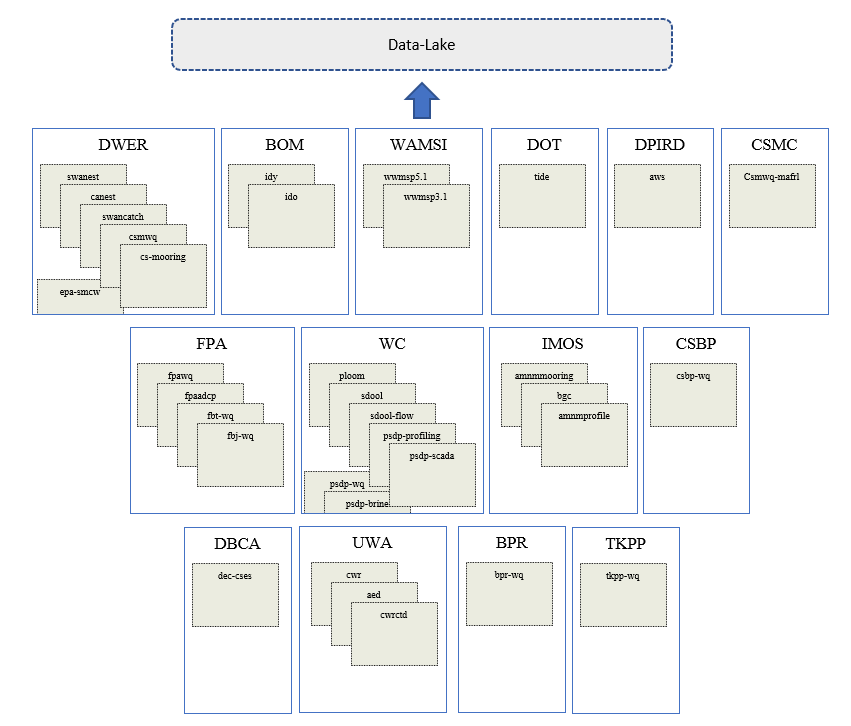 Data-Lake
DWER
swanest
canest
swancatch
csmwq
cs-mooring
epa-smcw
BOM
idy
ido
WAMSI
wwmsp5.1
wwmsp3.1
DOT
tide
DPIRD
aws
CSMC
Csmwq-mafrl
FPA
fpawq
fpaadcp
fbt-wq
fbj-wq
WC
ploom
sdool
sdool-flow
psdp-profiling
psdp-scada
psdp-wq
psdp-brine
IMOS
amnmmooring
bgc
amnmprofile
CSBP
csbp-wq
DBCA
dec-cses
UWA
cwr
aed
cwrctd
BPR
bpr-wq
TKPP
tkpp-wq